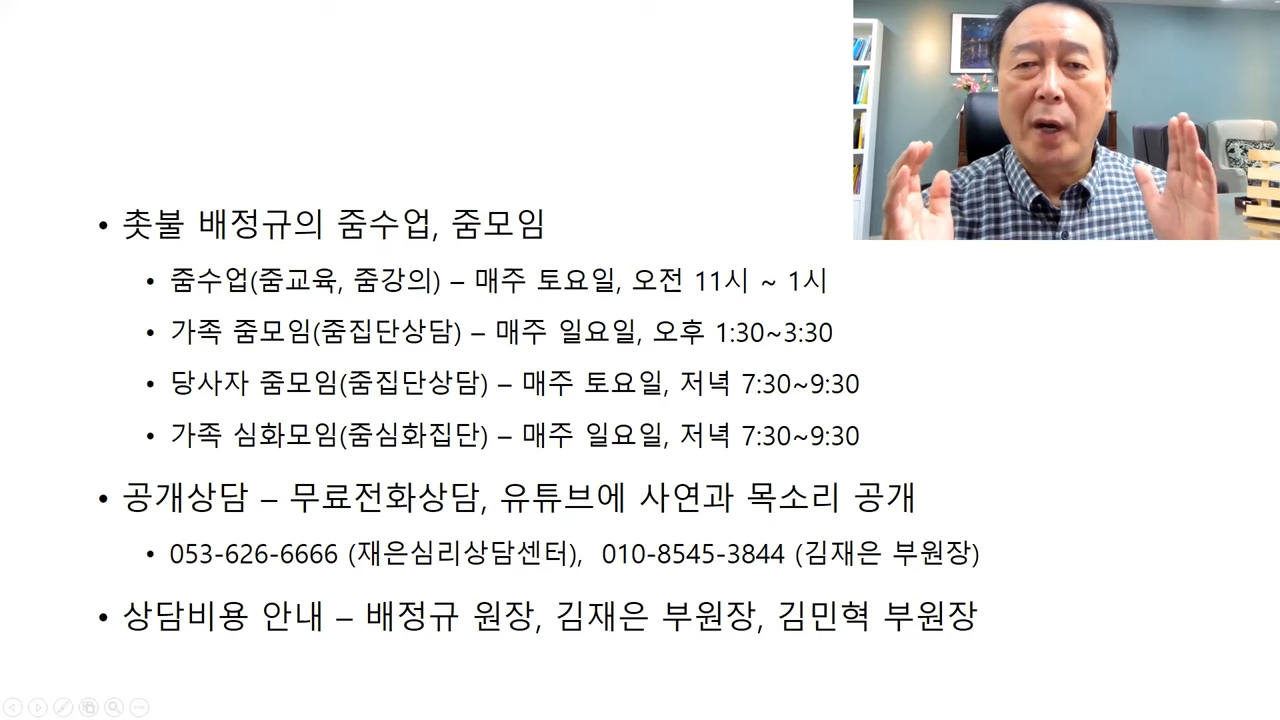 • 촛불 배정규의 줌수업, 줌모임
• 줌수업(줌교육, 줌강의) – 매주 토요일, 오전 11시 ~ 1시
• 가족 줌모임(줌집단상담) – 매주 일요일, 오후 1:30~3:30
• 당사자 줌모임(줌집단상담) – 매주 토요일, 저녁 7:30~9:30
• 가족 심화모임(줌심화집단) – 매주 일요일, 저녁 7:30~9:30
• 공개상담 – 무료전화상담, 유튜브에 사연과 목소리 공개
• 053-626-6666 (재은심리상담센터), 010-8545-3844 (김재은 부원장)
• 상담비용 안내 – 배정규 원장, 김재은 부원장, 김민혁 부원장